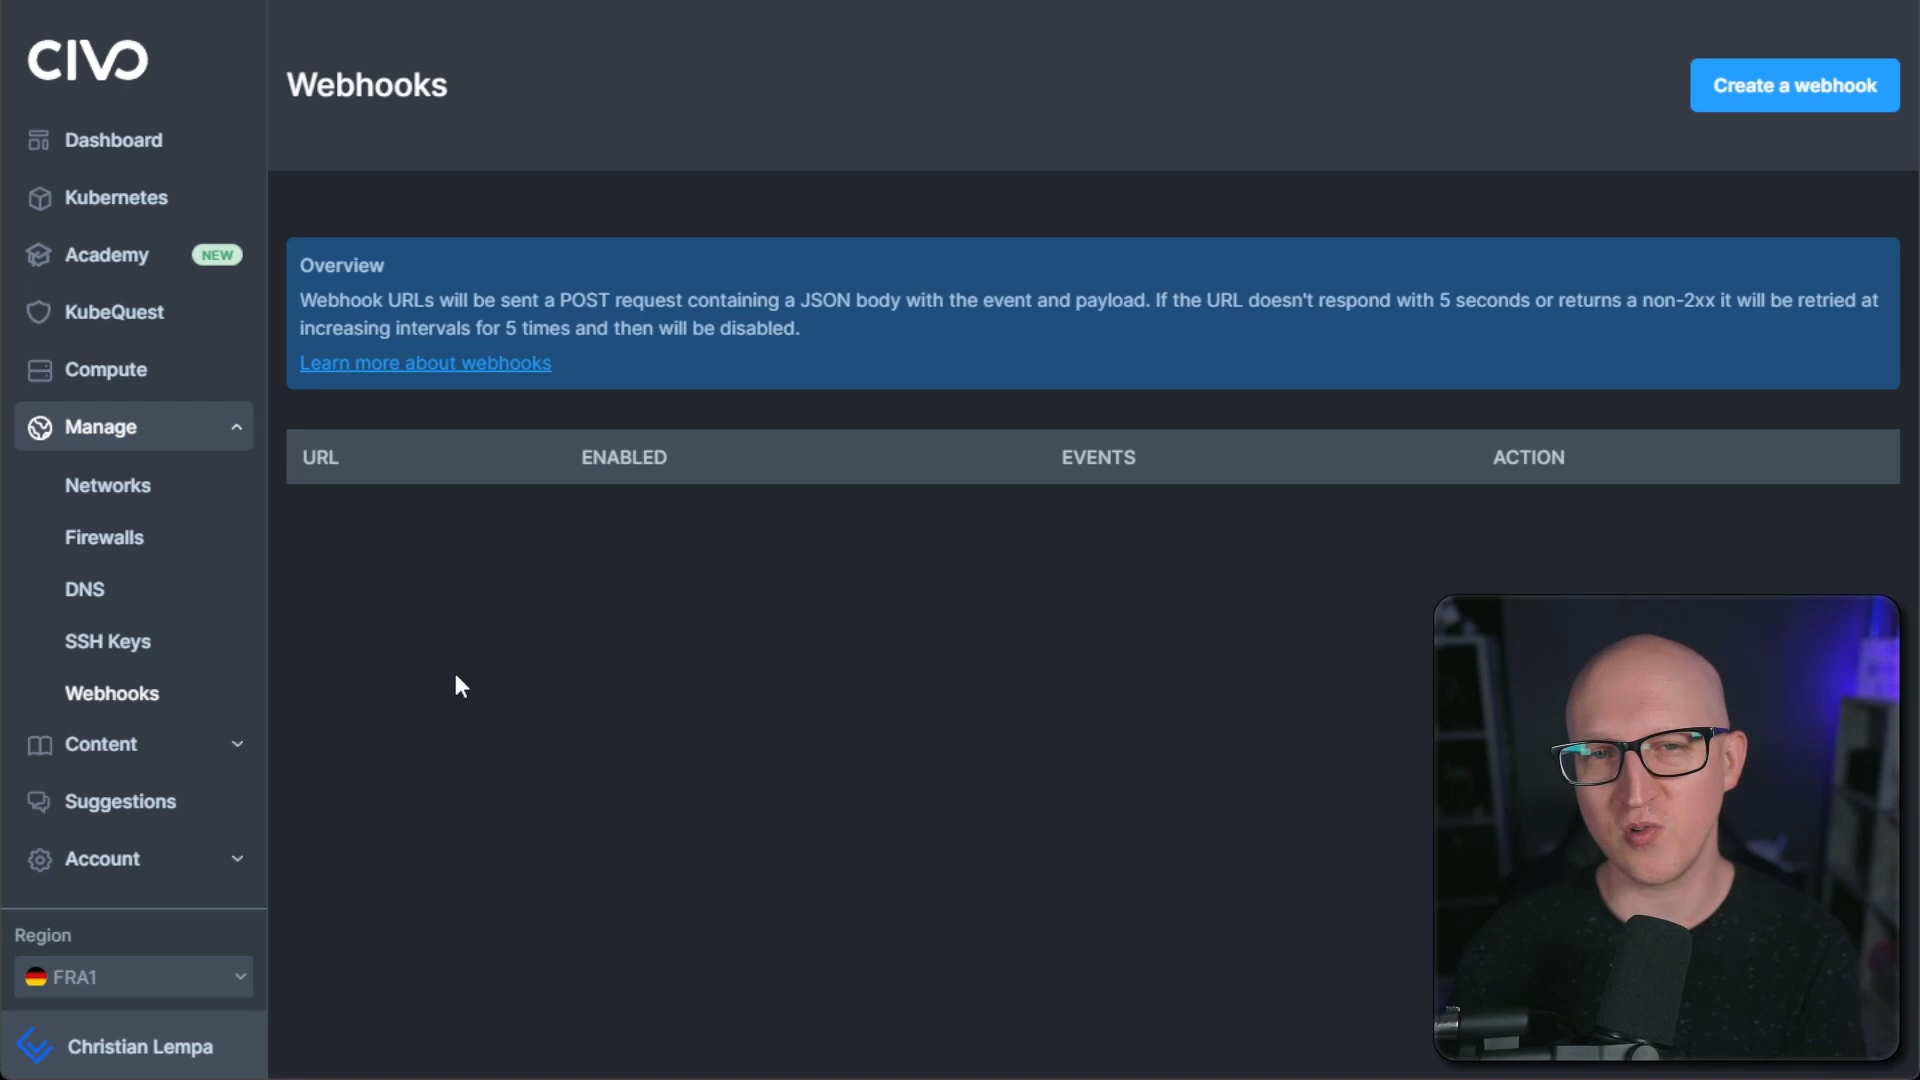 CIVO
Dashboard
Kubernetes
Academy NEW
KubeQuest
Compute
Manage
Networks
Firewalls
DNS
SSH Keys
Webhooks
Content
Suggestions
Account
Region
FRA1
Christian Lempa
Webhooks
Create a webhook
Overview
Webhook URLs will be sent a POST request containing a JSON body with the event and payload. If the URL doesn't respond with 5 seconds or returns a non-2xx it will be retried at
increasing intervals for 5 times and then will be disabled.
Learn more about webhooks
URL ENABLED EVENTS ACTION